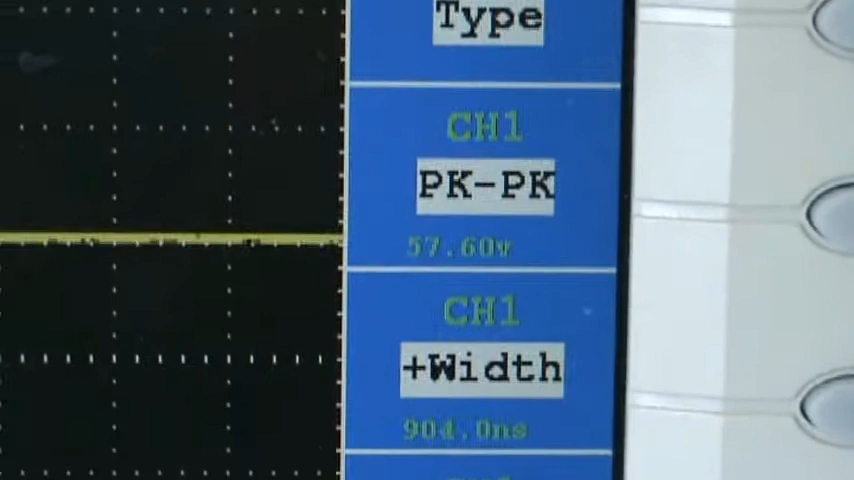 Type
CH1
PK-PK
57.60v
CH1
+Width
904.0ns